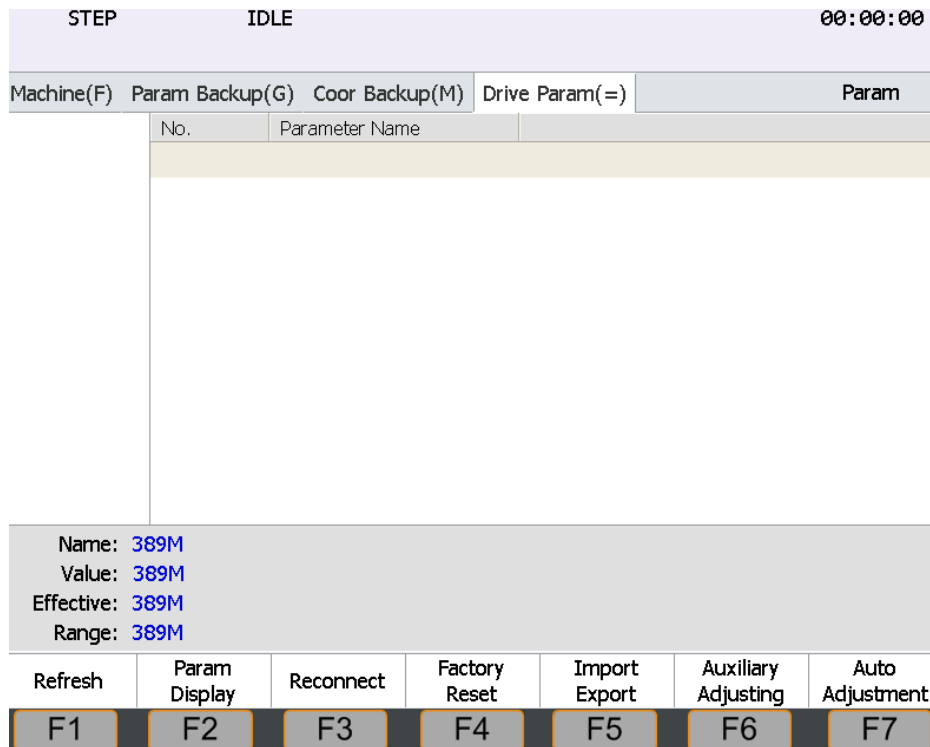 STEP IDLE 00:00:00
Machine(F) Param Backup(G) Coor Backup(M) Drive Param(=) Param
No. Parameter Name
Name: 389M
Value: 389M
Effective: 389M
Range: 389M
Refresh Param Display Reconnect Factory Reset Import Export Auxiliary Adjusting Auto Adjustment
F1 F2 F3 F4 F5 F6 F7